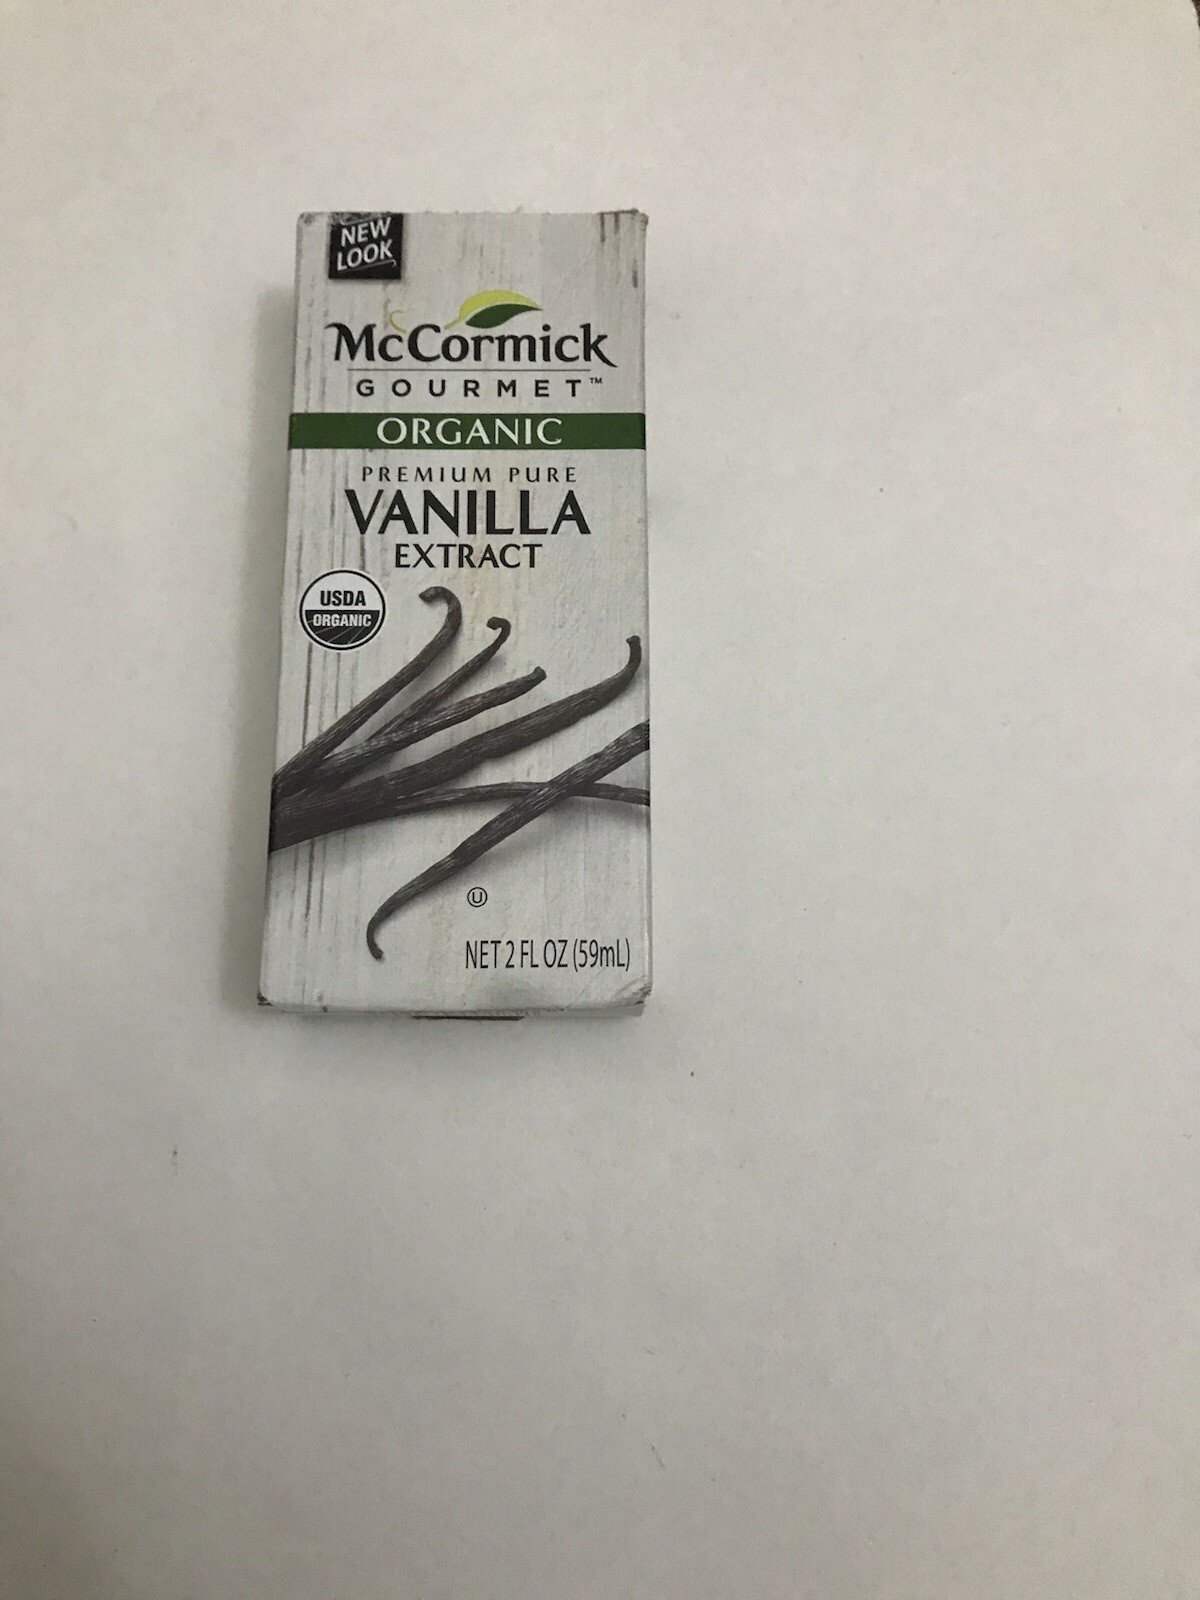 NEW
LOOK
McCormick
GOURMET™
ORGANIC
PREMIUM PURE
VANILLA
EXTRACT
USDA
ORGANIC
Ⓤ
NET 2 FL OZ (59mL)